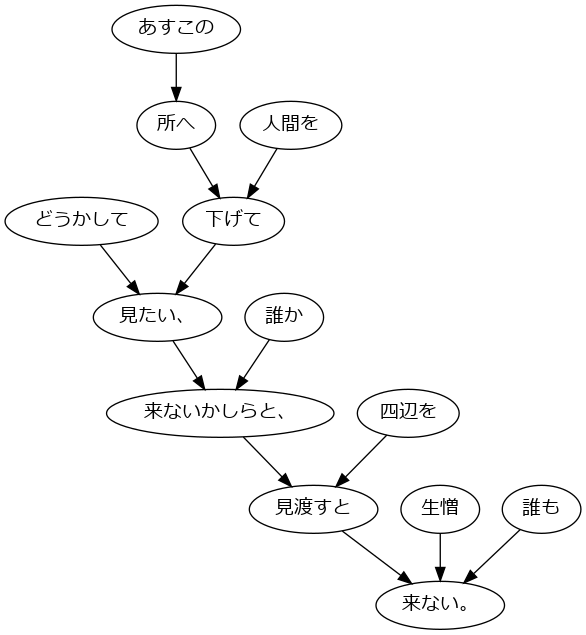 あすこの
所へ
人間を
どうかして
下げて
見たい、
誰か
来ないかしらと、
四辺を
見渡すと
生憎
誰も
来ない。